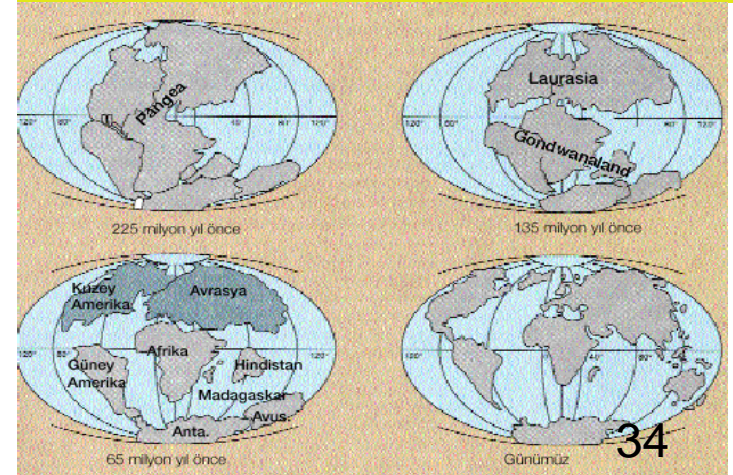 Pangea
225 milyon yıl önce
Laurasia
Gondwanaland
135 milyon yıl önce
Kuzey
Amerika
Avrasya
Afrika
Güney
Amerika
Hindistan
Madagaskar
Avus.
Anta.
65 milyon yıl önce
Günümüz
34